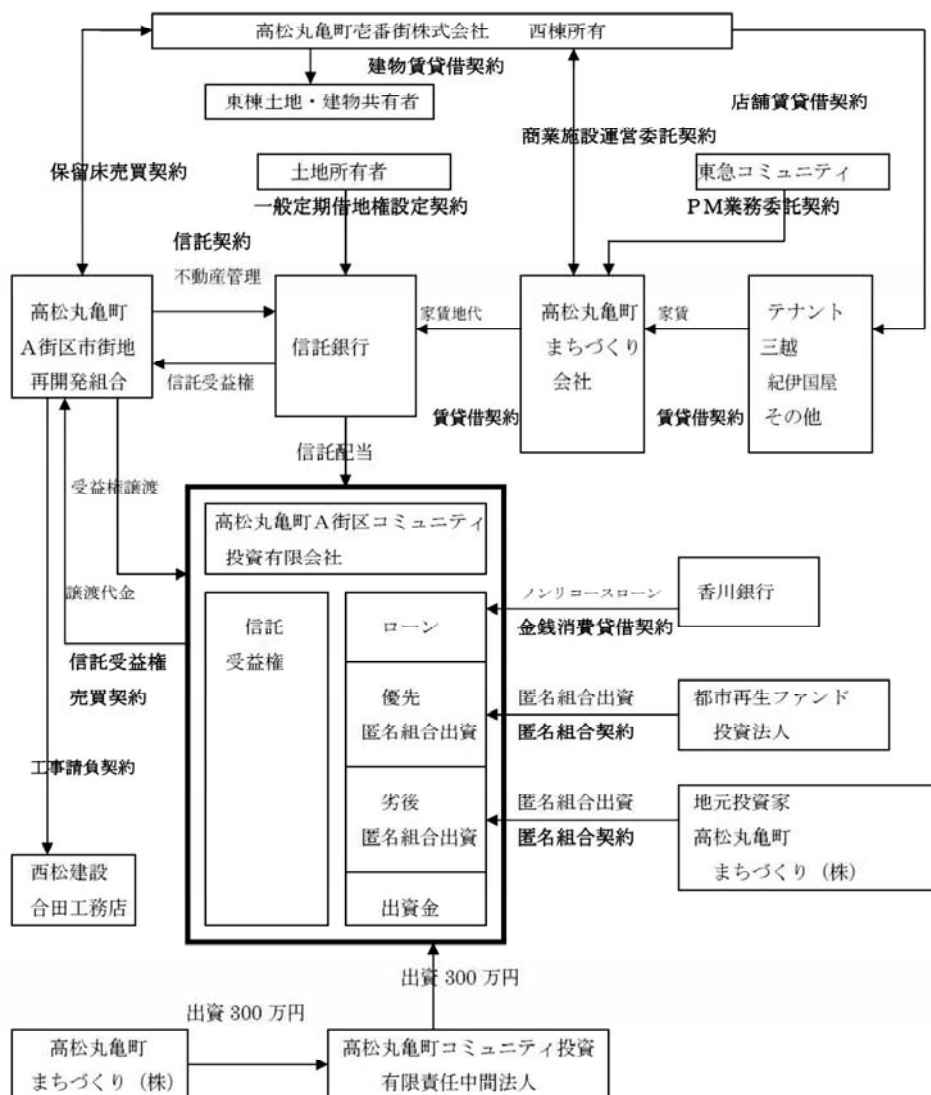 高松丸亀町壱番街株式会社　西棟所有
建物賃貸借契約
東棟土地・建物共有者
店舗賃貸借契約
商業施設運営委託契約
保留床売買契約
土地所有者
東急コミュニティ
一般定期借地権設定契約
ＰＭ業務委託契約
信託契約
不動産管理
高松丸亀町
Ａ街区市街地
再開発組合
信託銀行
家賃地代
高松丸亀町
まちづくり
会社
家賃
テナント
三越
紀伊国屋
その他
信託受益権
賃貸借契約
賃貸借契約
信託配当
受益権譲渡
高松丸亀町Ａ街区コミュニティ
投資有限会社
譲渡代金
信託
受益権
ローン
ノンリコースローン
金銭消費貸借契約
香川銀行
信託受益権
売買契約
優先
匿名組合出資
匿名組合出資
匿名組合契約
都市再生ファンド
投資法人
工事請負契約
劣後
匿名組合出資
匿名組合出資
匿名組合契約
地元投資家
高松丸亀町
まちづくり（株）
西松建設
合田工務店
出資金
出資 300 万円
出資 300 万円
高松丸亀町
まちづくり（株）
高松丸亀町コミュニティ投資
有限責任中間法人